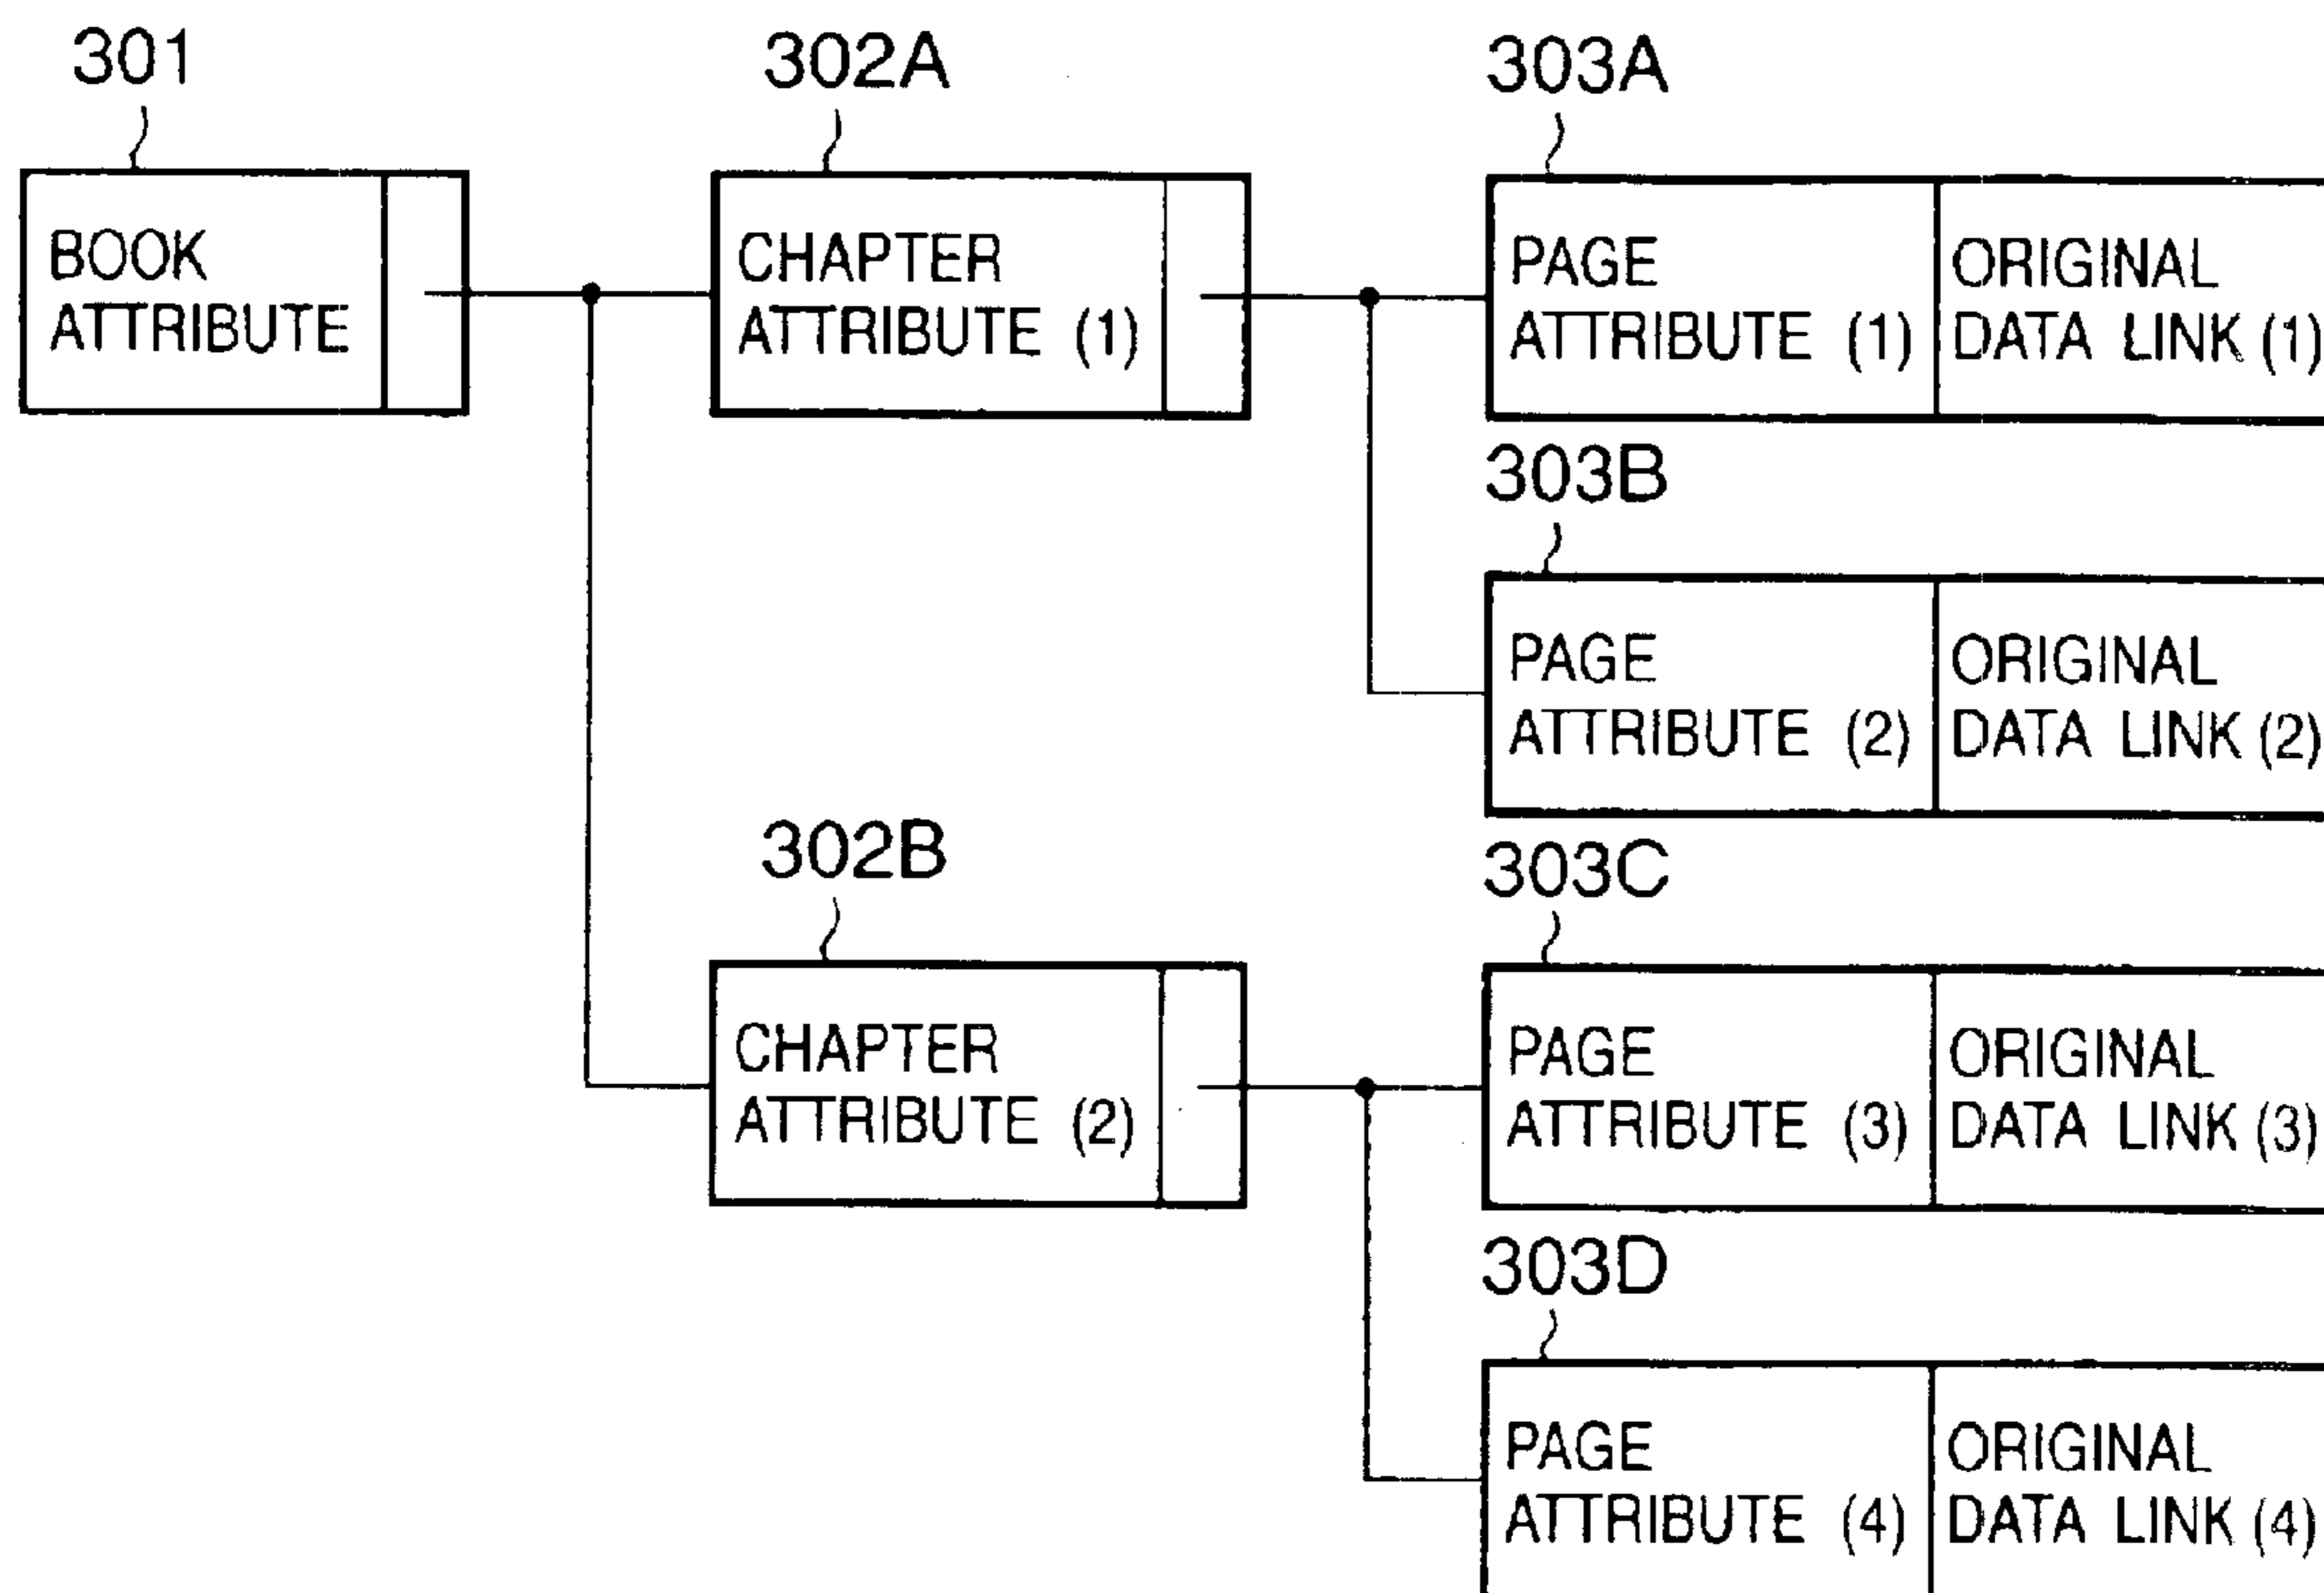 301
302A
303A
BOOK
ATTRIBUTE
CHAPTER
ATTRIBUTE (1)
PAGE
ATTRIBUTE (1)
ORIGINAL
DATA LINK (1)
303B
PAGE
ATTRIBUTE (2)
ORIGINAL
DATA LINK (2)
302B
303C
CHAPTER
ATTRIBUTE (2)
PAGE
ATTRIBUTE (3)
ORIGINAL
DATA LINK (3)
303D
PAGE
ATTRIBUTE (4)
ORIGINAL
DATA LINK (4)